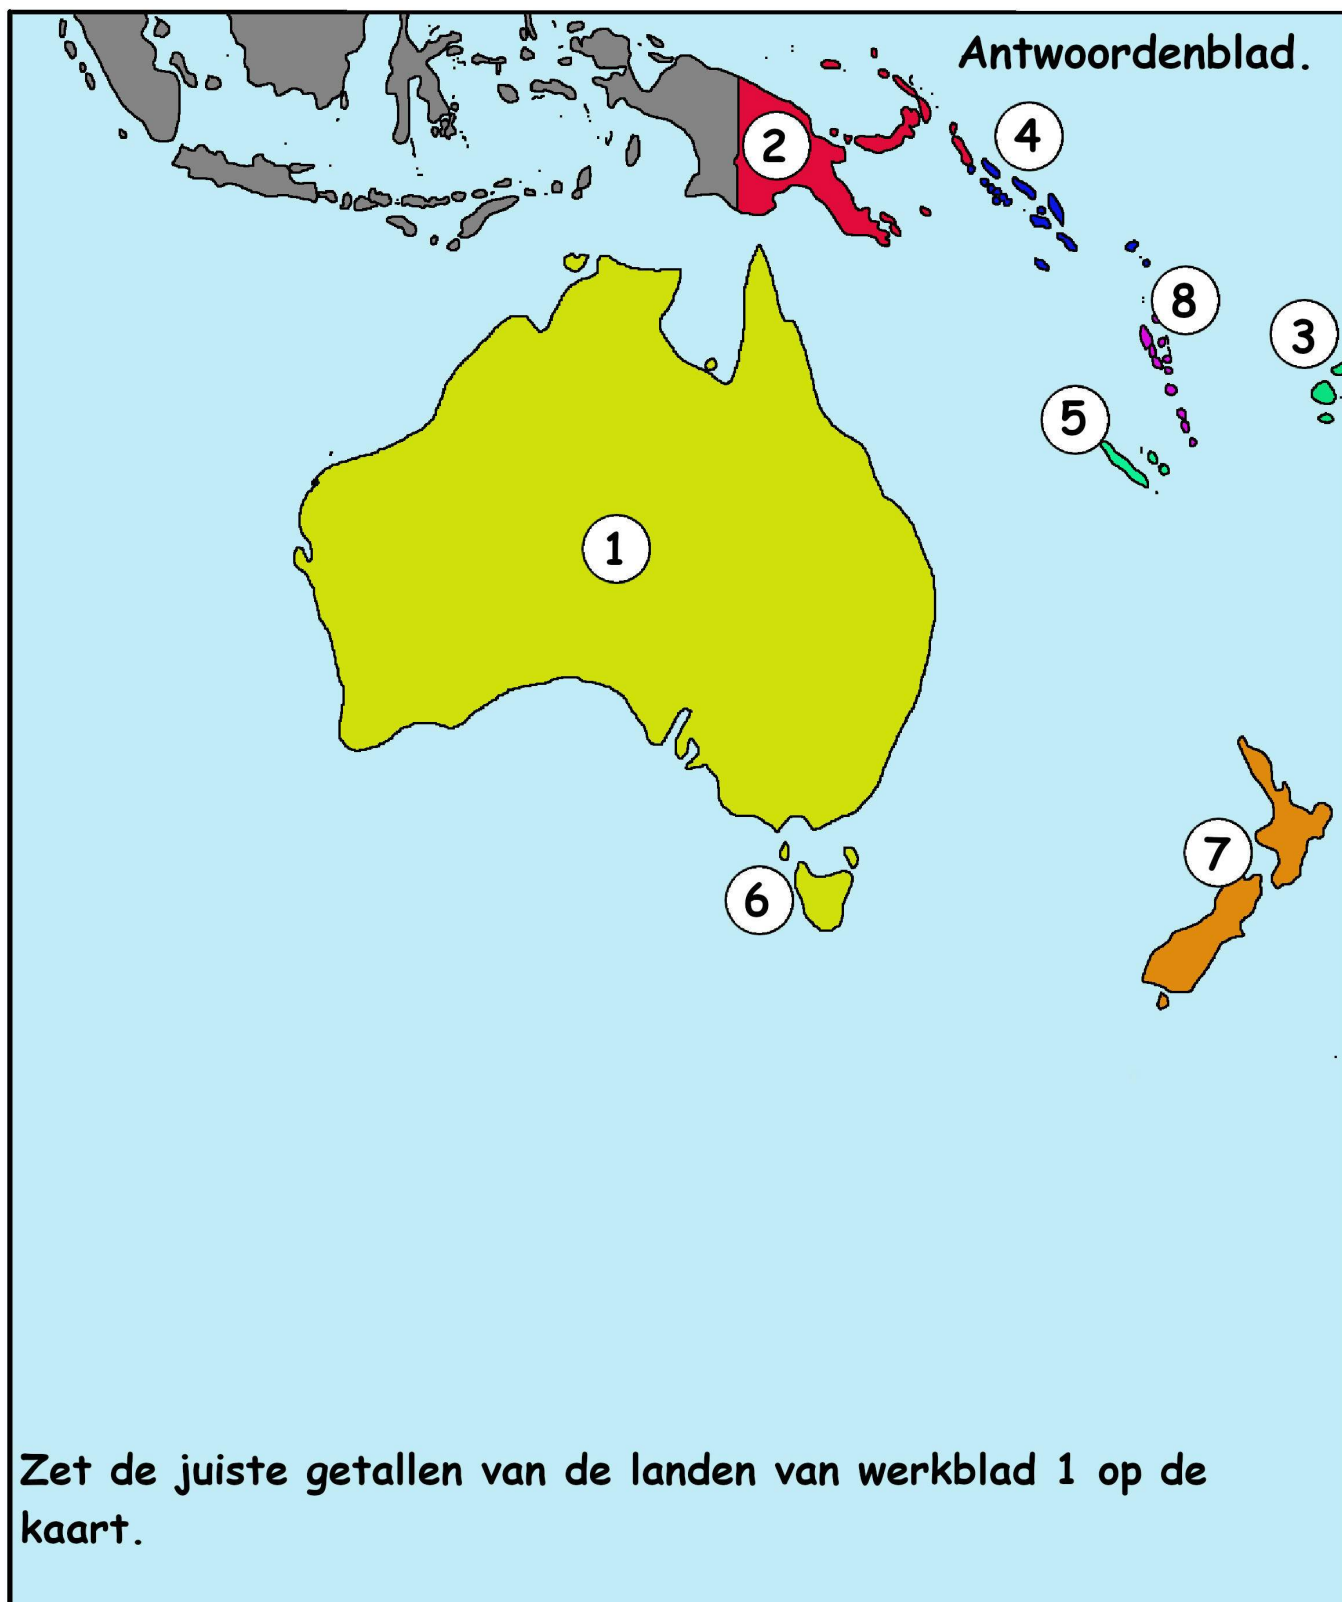 Antwoordenblad.
2
4
8
3
5
1
7
6
Zet de juiste getallen van de landen van werkblad 1 op de
kaart.